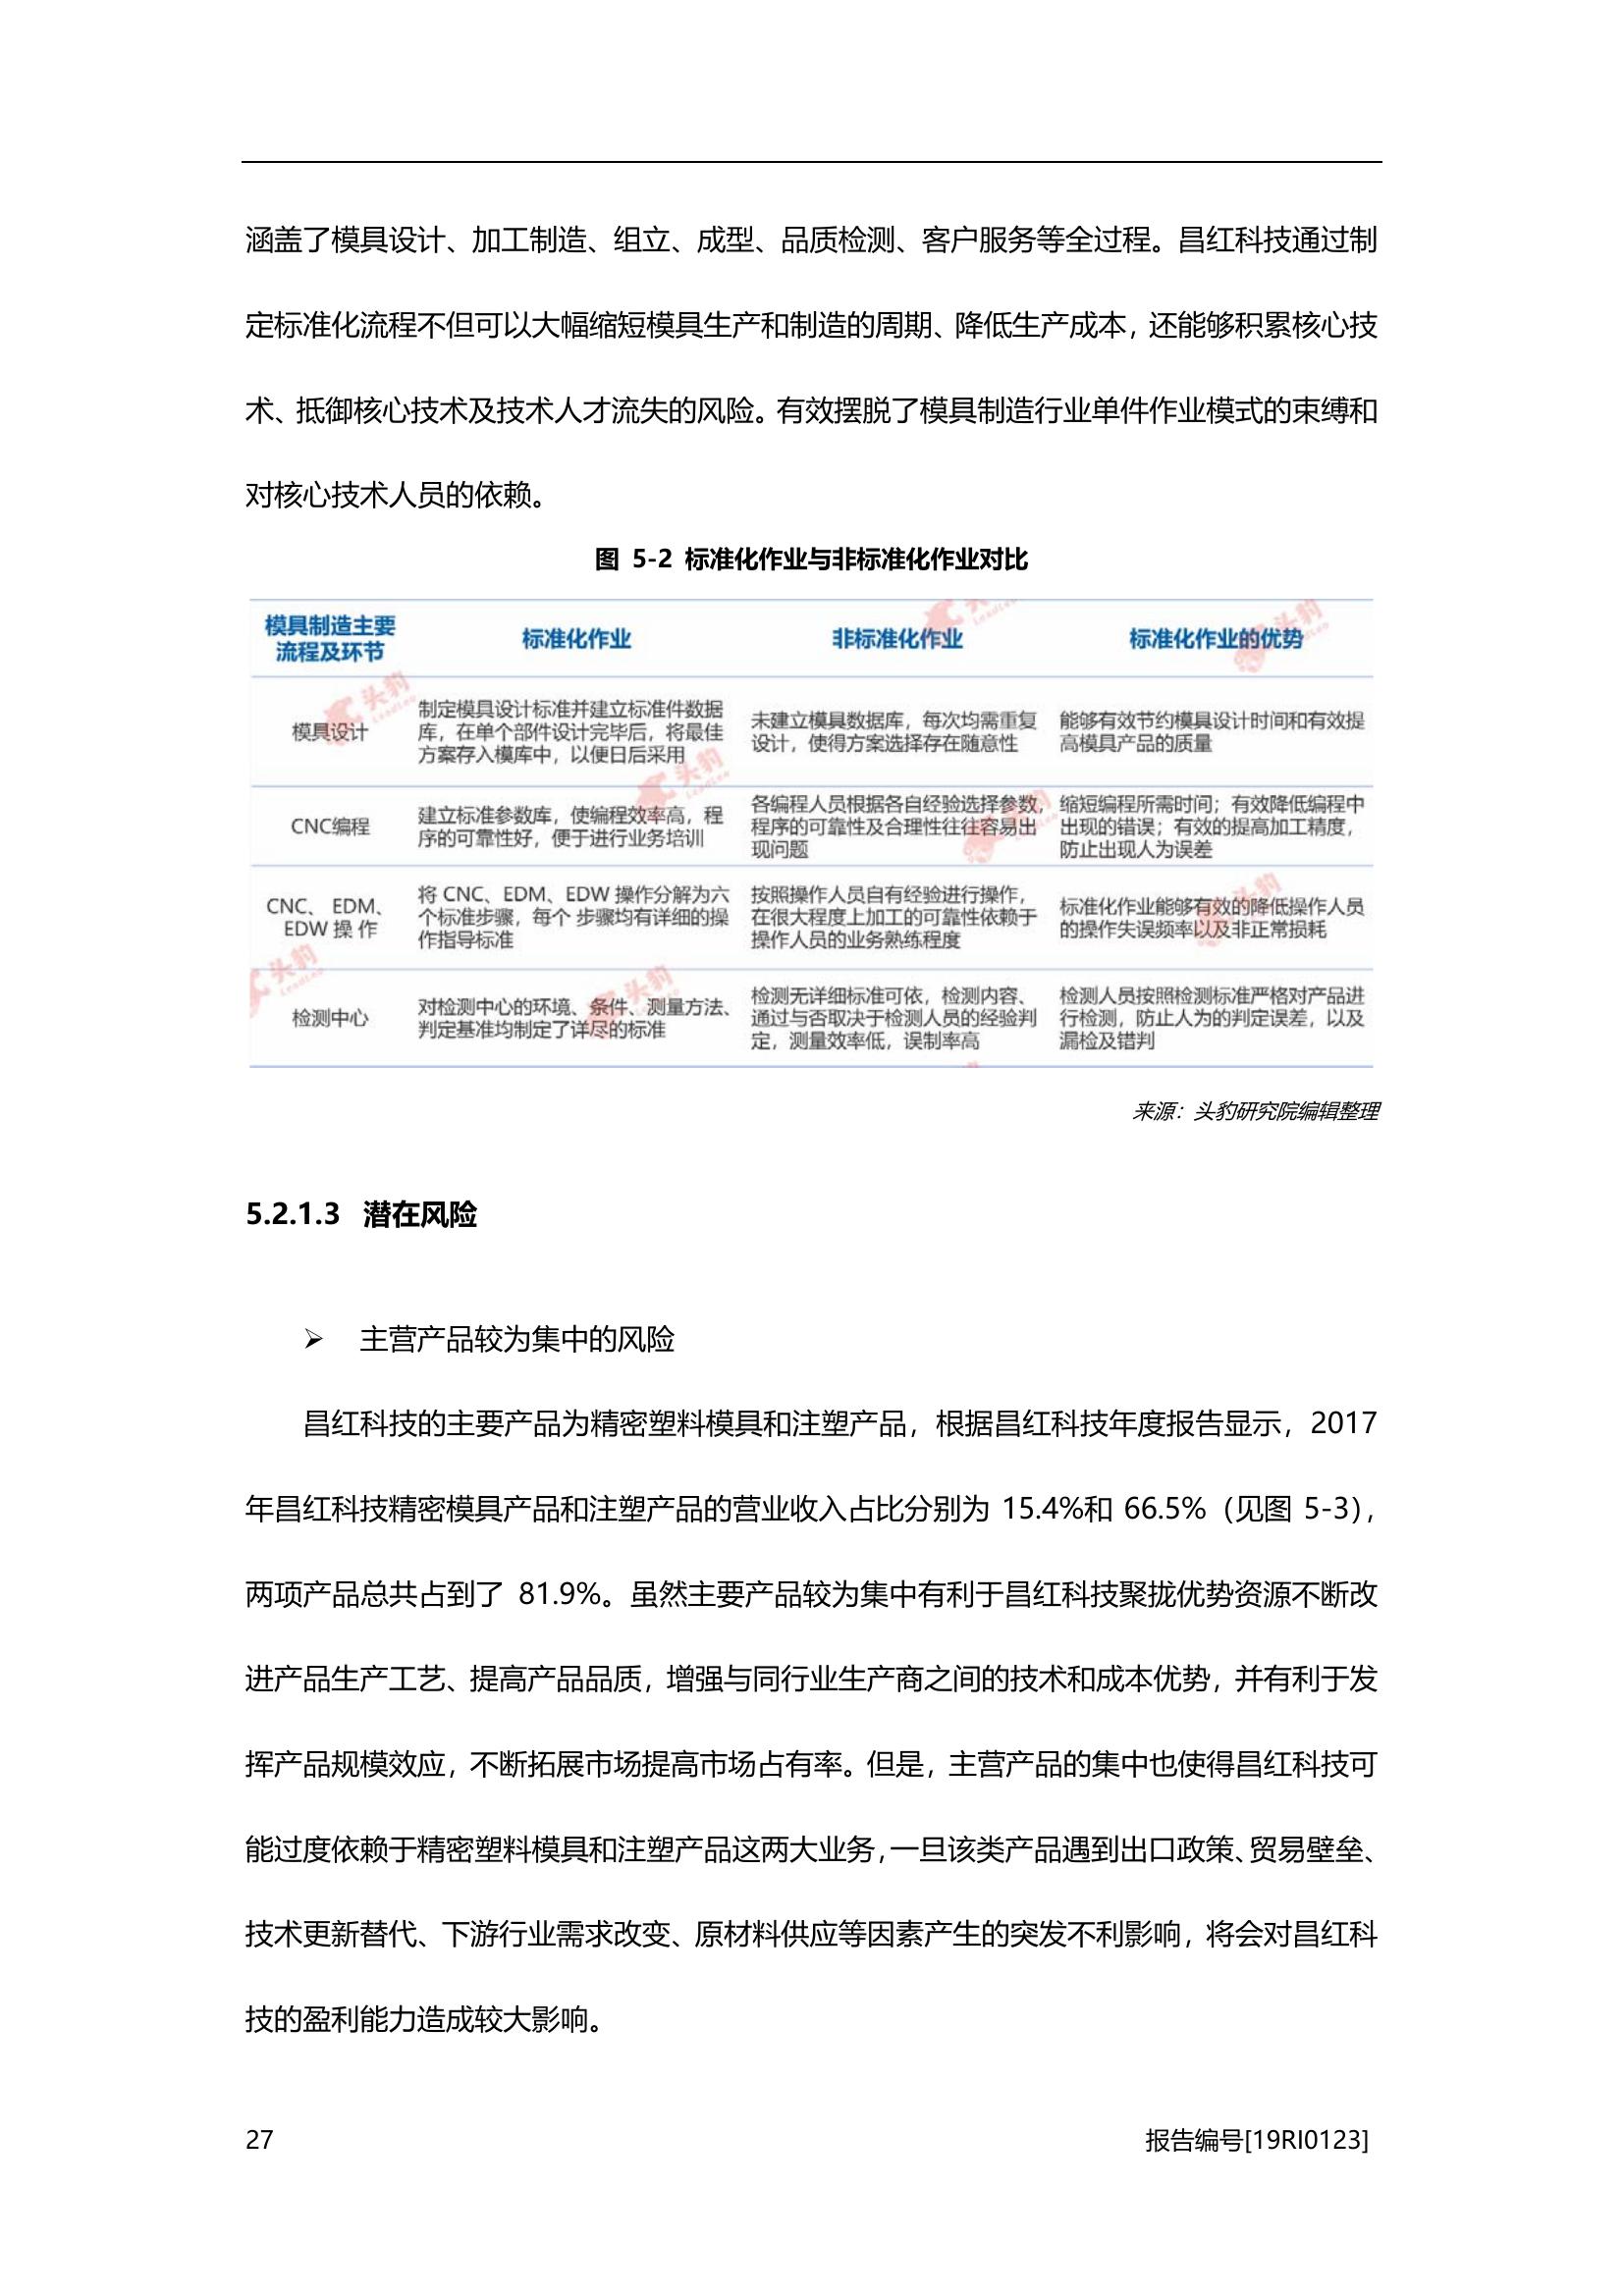 涵盖了模具设计、加工制造、组立、成型、品质检测、客户服务等全过程。昌红科技通过制
定标准化流程不但可以大幅缩短模具生产和制造的周期、降低生产成本，还能够积累核心技
术、抵御核心技术及技术人才流失的风险。有效摆脱了模具制造行业单件作业模式的束缚和
对核心技术人员的依赖。
图 5-2 标准化作业与非标准化作业对比
模具制造主要
流程及环节
标准化作业
非标准化作业
标准化作业的优势
模具设计
制定模具设计标准并建立标准件数据
库，在单个部件设计完毕后，将最佳
方案存入模库中，以便日后采用
未建立模具数据库，每次均需重复
设计，使得方案选择存在随意性
能够有效节约模具设计时间和有效提
高模具产品的质量
CNC编程
建立标准参数库，使编程效率高，程
序的可靠性好，便于进行业务培训
各编程人员根据各自经验选择参数，
程序的可靠性及合理性往往容易出
现问题
缩短编程所需时间；有效降低编程中
出现的错误；有效的提高加工精度，
防止出现人为误差
CNC、 EDM、
EDW 操 作
将 CNC、EDM、EDW 操作分解为六
个标准步骤，每个 步骤均有详细的操
作指导标准
按照操作人员自有经验进行操作，
在很大程度上加工的可靠性依赖于
操作人员的业务熟练程度
标准化作业能够有效的降低操作人员
的操作失误频率以及非正常损耗
检测中心
对检测中心的环境、条件、测量方法、
判定基准均制定了详尽的标准
检测无详细标准可依，检测内容、
通过与否取决于检测人员的经验判
定，测量效率低，误制率高
检测人员按照检测标准严格对产品进
行检测，防止人为的判定误差，以及
漏检及错判
来源：头豹研究院编辑整理
5.2.1.3 潜在风险
➢ 主营产品较为集中的风险
昌红科技的主要产品为精密塑料模具和注塑产品，根据昌红科技年度报告显示，2017
年昌红科技精密模具产品和注塑产品的营业收入占比分别为 15.4%和 66.5%（见图 5-3），
两项产品总共占到了 81.9%。虽然主要产品较为集中有利于昌红科技聚拢优势资源不断改
进产品生产工艺、提高产品品质，增强与同行业生产商之间的技术和成本优势，并有利于发
挥产品规模效应，不断拓展市场提高市场占有率。但是，主营产品的集中也使得昌红科技可
能过度依赖于精密塑料模具和注塑产品这两大业务，一旦该类产品遇到出口政策、贸易壁垒、
技术更新替代、下游行业需求改变、原材料供应等因素产生的突发不利影响，将会对昌红科
技的盈利能力造成较大影响。
27
报告编号[19RI0123]